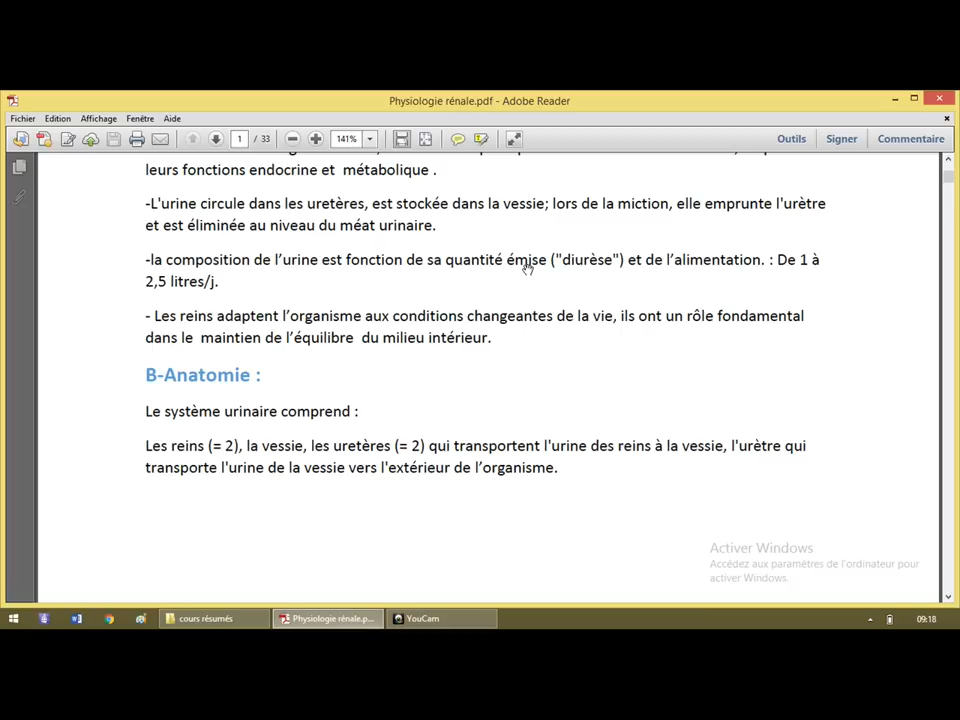 Physiologie rénale.pdf - Adobe Reader
Fichier Edition Affichage Fenêtre Aide
1 / 33 141% Outils Signer Commentaire
leurs fonctions endocrine et métabolique .
-L'urine circule dans les uretères, est stockée dans la vessie; lors de la miction, elle emprunte l'urètre
et est éliminée au niveau du méat urinaire.
-la composition de l’urine est fonction de sa quantité émise ("diurèse") et de l’alimentation. : De 1 à
2,5 litres/j.
- Les reins adaptent l’organisme aux conditions changeantes de la vie, ils ont un rôle fondamental
dans le maintien de l’équilibre du milieu intérieur.
B-Anatomie :
Le système urinaire comprend :
Les reins (= 2), la vessie, les uretères (= 2) qui transportent l'urine des reins à la vessie, l'urètre qui
transporte l'urine de la vessie vers l'extérieur de l’organisme.
Activer Windows
Accédez aux paramètres de l'ordinateur pour
activer Windows.
cours résumés Physiologie rénale.p... YouCam 09:18